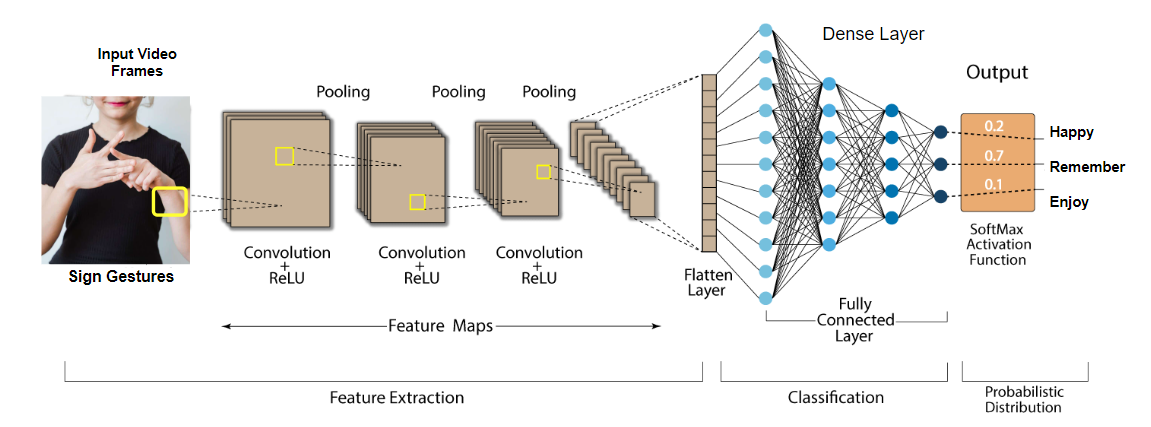 Input Video
Frames
Sign Gestures
Pooling
Pooling
Pooling
Convolution
+
ReLU
Convolution
+
ReLU
Convolution
+
ReLU
Feature Maps
Flatten
Layer
Dense Layer
Fully
Connected
Layer
Output
0.2
0.7
0.1
Happy
Remember
Enjoy
SoftMax
Activation
Function
Feature Extraction
Classification
Probabilistic
Distribution